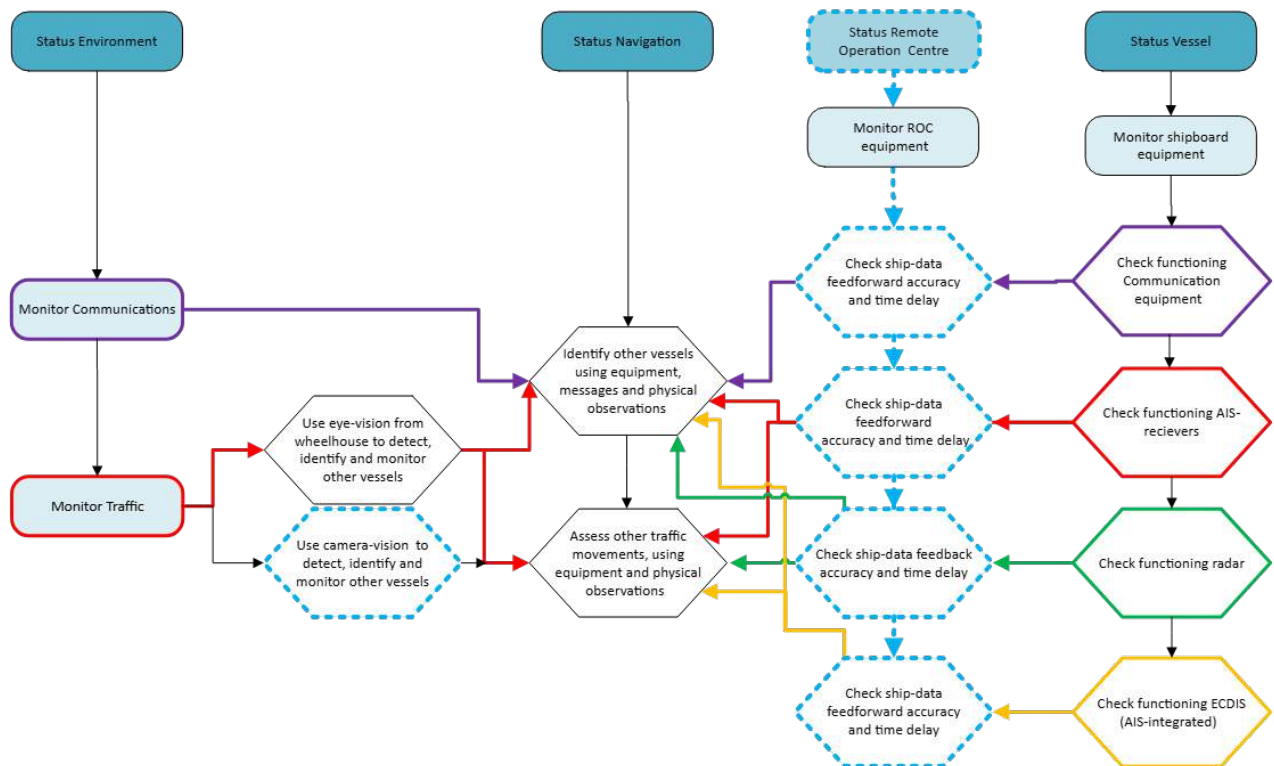 Status Environment
Status Navigation
Status Remote
Operation Centre
Status Vessel
Monitor ROC
equipment
Monitor shipboard
equipment
Check ship-data
feedforward accuracy
and time delay
Check functioning
Communication
equipment
Monitor Communications
Identify other vessels
using equipment,
messages and physical
observations
Check ship-data
feedforward
accuracy and time delay
Check functioning AIS-
recievers
Use eye-vision from
wheelhouse to detect,
identify and monitor
other vessels
Monitor Traffic
Use camera-vision to
detect, identify and
monitor other vessels
Assess other traffic
movements, using
equipment and physical
observations
Check ship-data feedback
accuracy and time delay
Check functioning radar
Check ship-data
feedforward accuracy
and time delay
Check functioning ECDIS
(AIS-integrated)